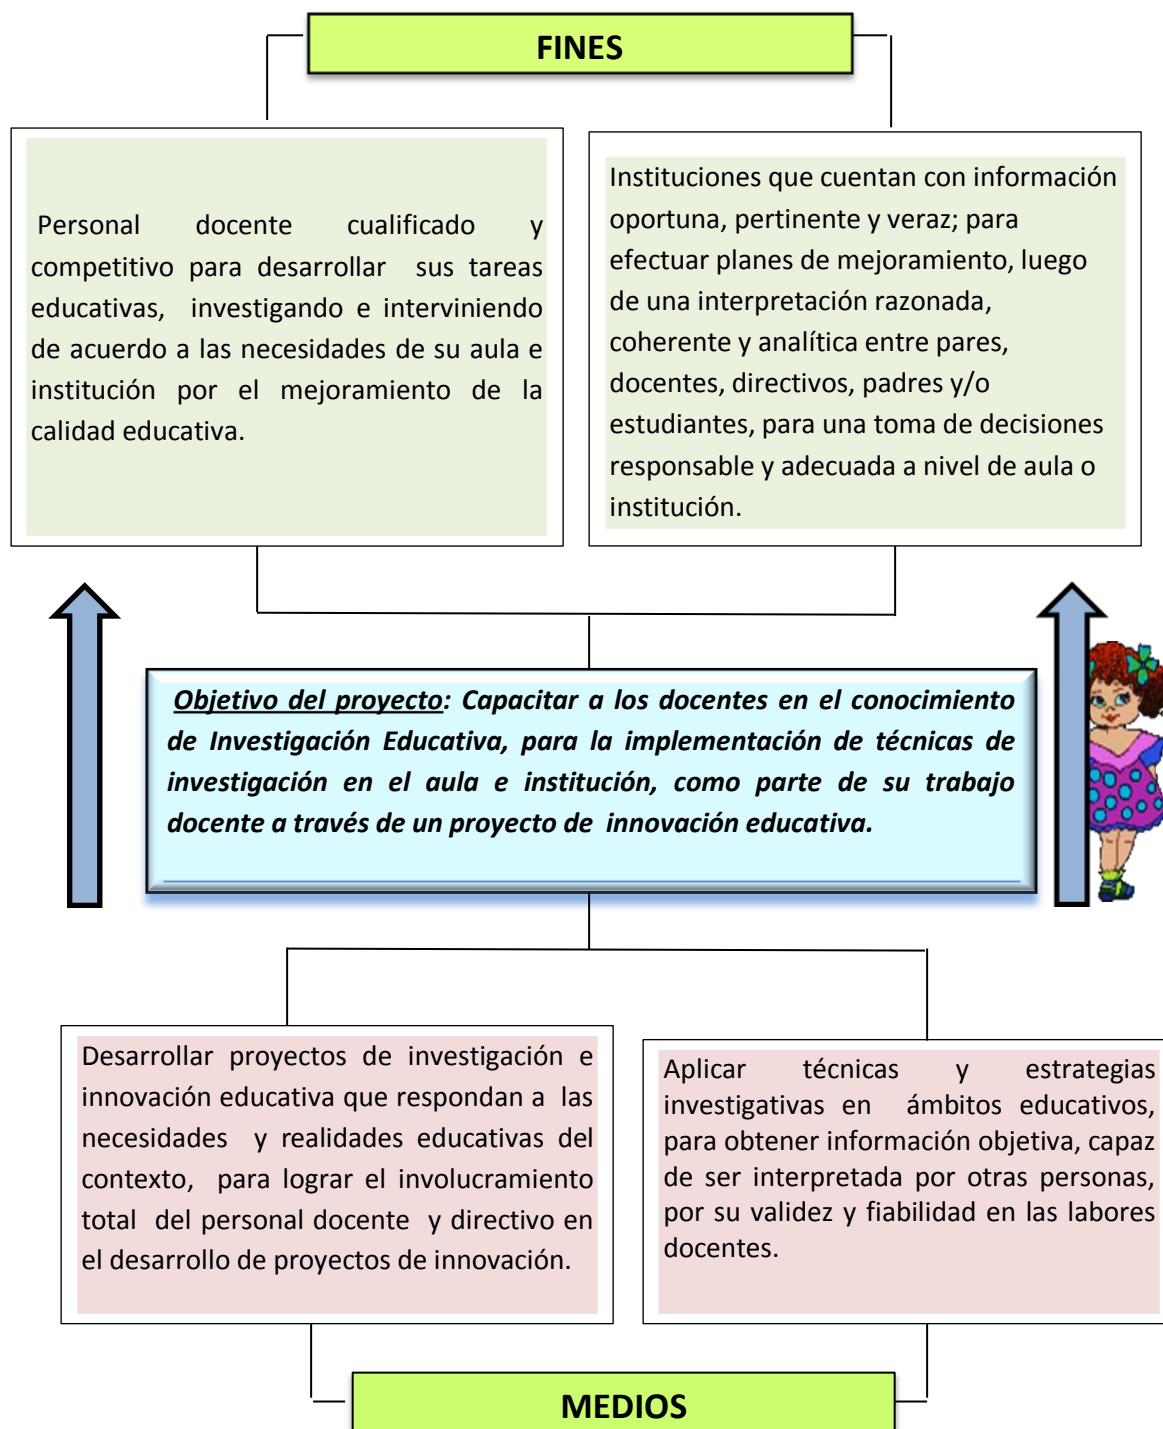 FINES
Personal docente cualificado y
competitivo para desarrollar sus tareas
educativas, investigando e interviniendo
de acuerdo a las necesidades de su aula e
institución por el mejoramiento de la
calidad educativa.
Instituciones que cuentan con información
oportuna, pertinente y veraz; para
efectuar planes de mejoramiento, luego
de una interpretación razonada,
coherente y analítica entre pares,
docentes, directivos, padres y/o
estudiantes, para una toma de decisiones
responsable y adecuada a nivel de aula o
institución.
Objetivo del proyecto: Capacitar a los docentes en el conocimiento
de Investigación Educativa, para la implementación de técnicas de
investigación en el aula e institución, como parte de su trabajo
docente a través de un proyecto de innovación educativa.
Desarrollar proyectos de investigación e
innovación educativa que respondan a las
necesidades y realidades educativas del
contexto, para lograr el involucramiento
total del personal docente y directivo en
el desarrollo de proyectos de innovación.
Aplicar técnicas y estrategias
investigativas en ámbitos educativos,
para obtener información objetiva, capaz
de ser interpretada por otras personas,
por su validez y fiabilidad en las labores
docentes.
MEDIOS